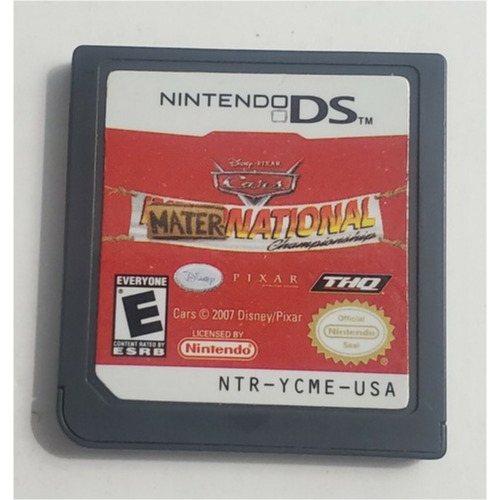 NINTENDO DS™
Disney • PIXAR
Cars
MATER-NATIONAL
Championship
EVERYONE
E
CONTENT RATED BY
ESRB
Disney
PIXAR
THQ
Cars © 2007 Disney/Pixar
LICENSED BY
Nintendo
Official
Nintendo
Seal
NTR-YCME-USA